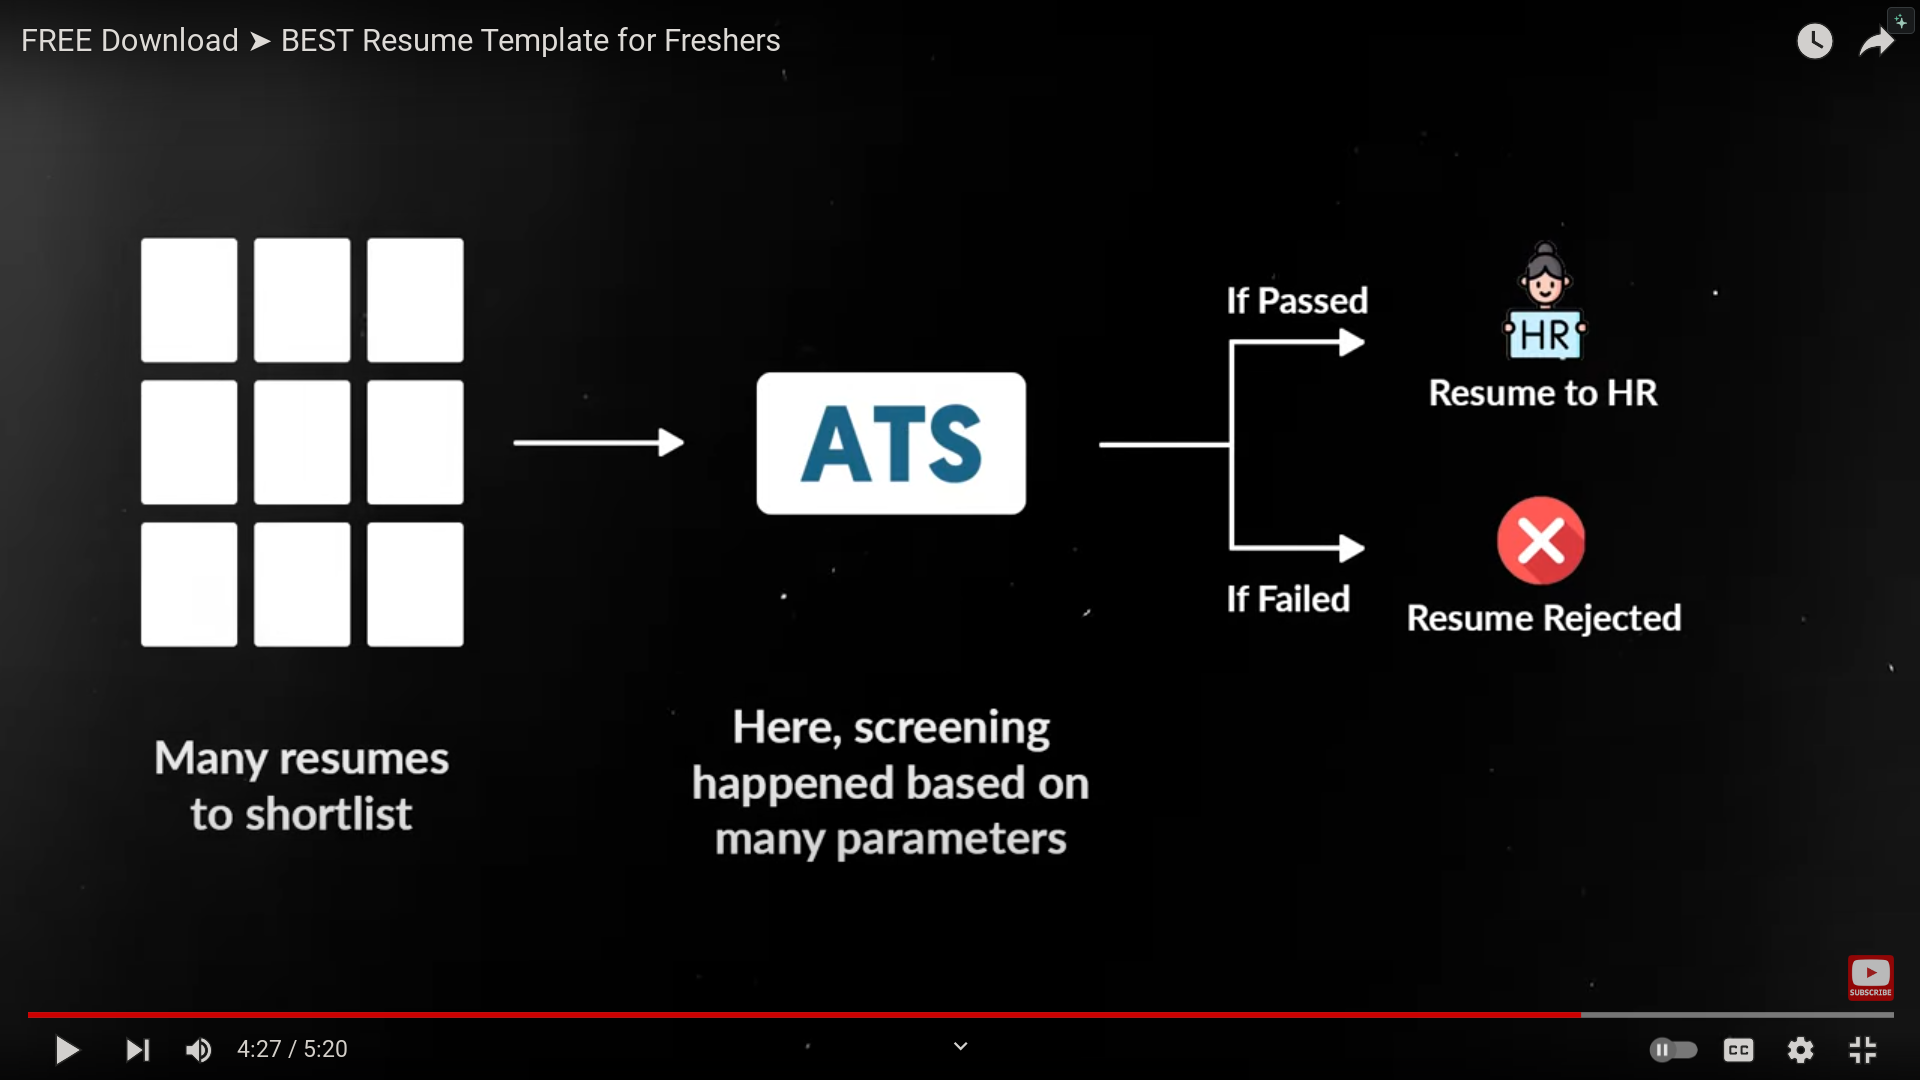 FREE Download ➤ BEST Resume Template for Freshers
If Passed
HR
Resume to HR
ATS
If Failed
Resume Rejected
Many resumes
to shortlist
Here, screening
happened based on
many parameters
SUBSCRIBE
4:27 / 5:20
CC